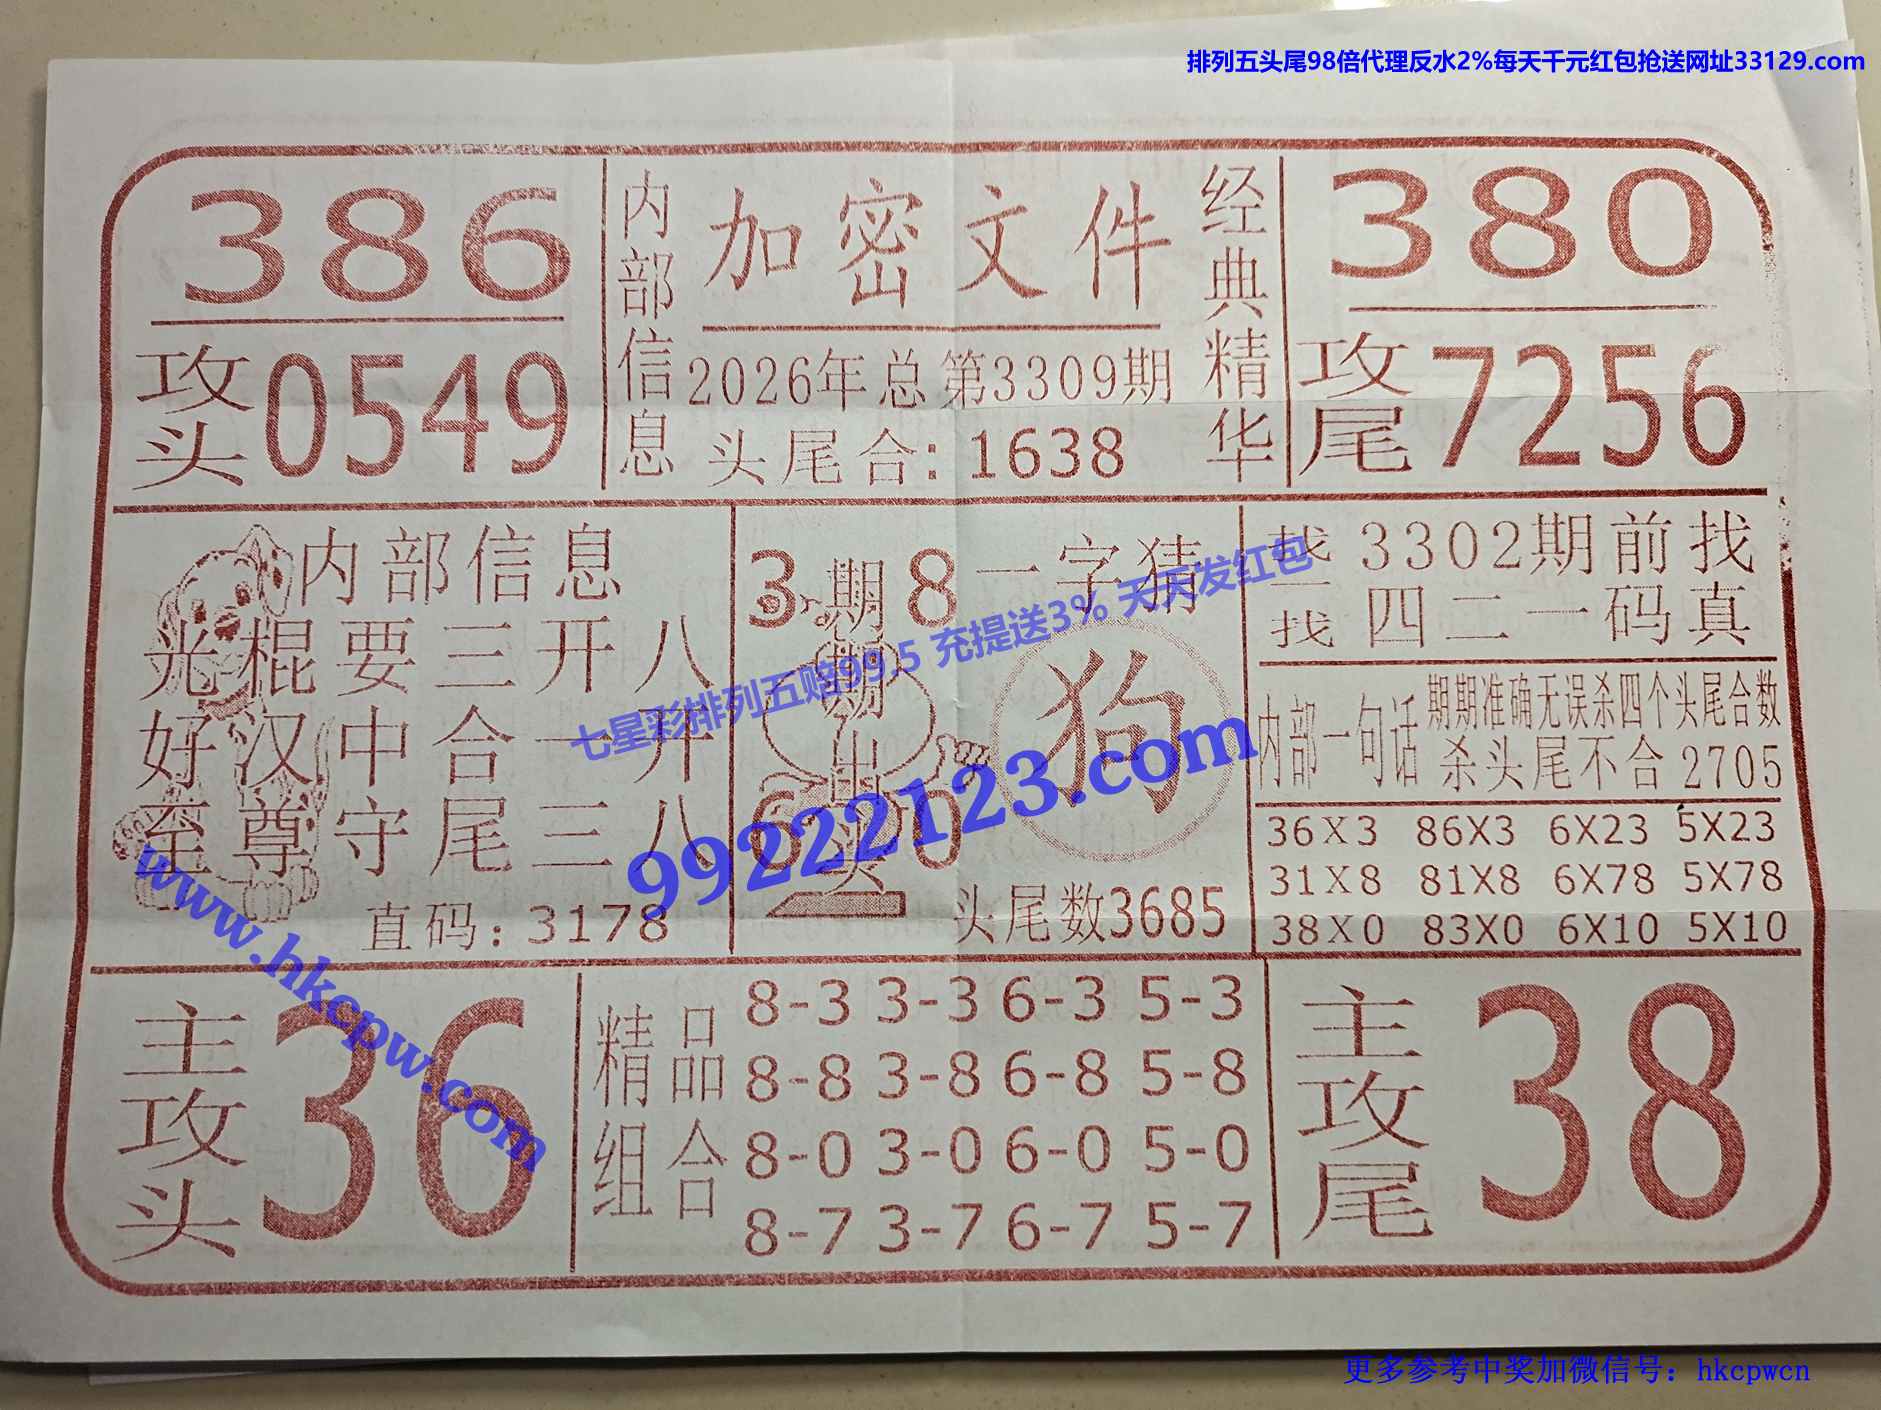 排列五头尾98倍代理反水2%每天千元红包抢送网址33129.com
386
攻头0549
内部信息
加密文件
2026年总第3309期
头尾合：1638
经典精华
380
攻尾7256
内部信息
光棍要三开八
好汉中合一开
至尊守尾三八
直码：3178
3期8
期
出
6头0
一字猜
狗
头尾数3685
找一找
3302期前找
四二一码真
内部一句话
期期准确无误杀四个头尾合数
杀头尾不合2705
36X3 86X3 6X23 5X23
31X8 81X8 6X78 5X78
38X0 83X0 6X10 5X10
七星彩排列五赔99.5 充提送3% 天天发红包
99222123.com
www.hkcpw.com
主攻头
36
精品组合
8-3 3-3 6-3 5-3
8-8 3-8 6-8 5-8
8-0 3-0 6-0 5-0
8-7 3-7 6-7 5-7
主攻尾
38
更多参考中奖加微信号：hkcpwcn